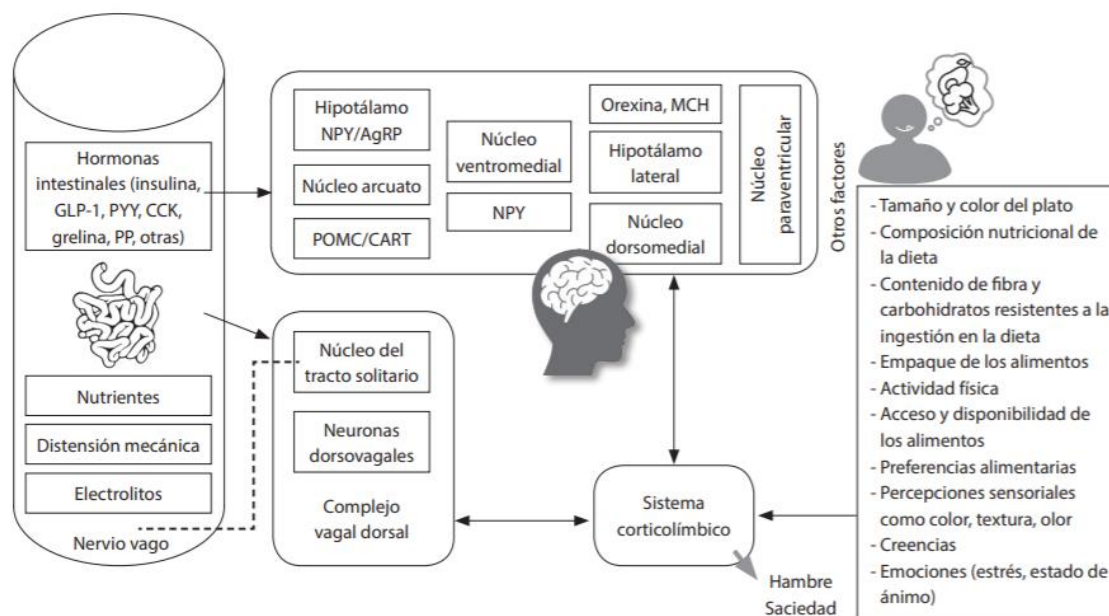 Hormonas
intestinales (insulina,
GLP-1, PYY, CCK,
grelina, PP, otras)
Nutrientes
Distensión mecánica
Electrolitos
Nervio vago
Hipotálamo
NPY/AgRP
Núcleo arcuato
POMC/CART
Núcleo
ventromedial
NPY
Orexina, MCH
Hipotálamo
lateral
Núcleo
dorsomedial
Núcleo
paraventricular
Núcleo del
tracto solitario
Neuronas
dorsovagales
Complejo
vagal dorsal
Sistema
corticolímbico
Hambre
Saciedad
Otros factores
- Tamaño y color del plato
- Composición nutricional de
la dieta
- Contenido de fibra y
carbohidratos resistentes a la
ingestión en la dieta
- Empaque de los alimentos
- Actividad física
- Acceso y disponibilidad de
los alimentos
- Preferencias alimentarias
- Percepciones sensoriales
como color, textura, olor
- Creencias
- Emociones (estrés, estado de
ánimo)